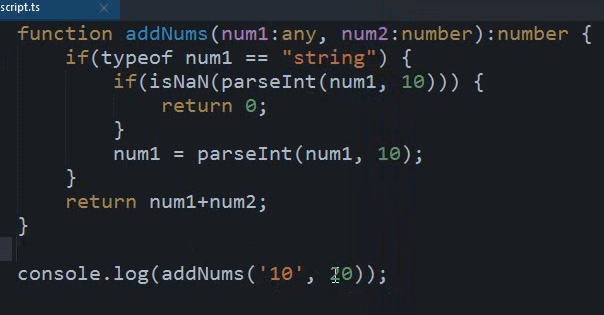 script.ts ×
function addNums(num1:any, num2:number):number {
    if(typeof num1 == "string") {
        if(isNaN(parseInt(num1, 10))) {
            return 0;
        }
        num1 = parseInt(num1, 10);
    }
    return num1+num2;
}
console.log(addNums('10', 20));